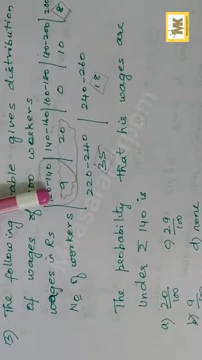 ⑤ The following table gives distribution
of wages of 100 workers
wages in Rs 120-140 140-160 160-180 180-200 200
No of workers 9 20 0 10 8
220-240 240-260
35 18
The probability that his wages are
under ₹ 140 is
a) 20/100 c) 29/100
b) 9 d) none
MK